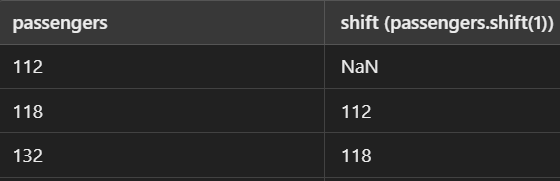 passengers shift (passengers.shift(1))
112 NaN
118 112
132 118